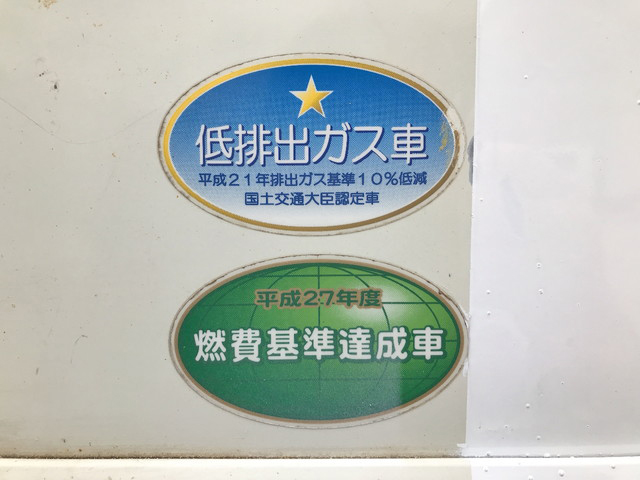 低排出ガス車
平成21年排出ガス基準10%低減
国土交通大臣認定車
平成27年度
燃費基準達成車